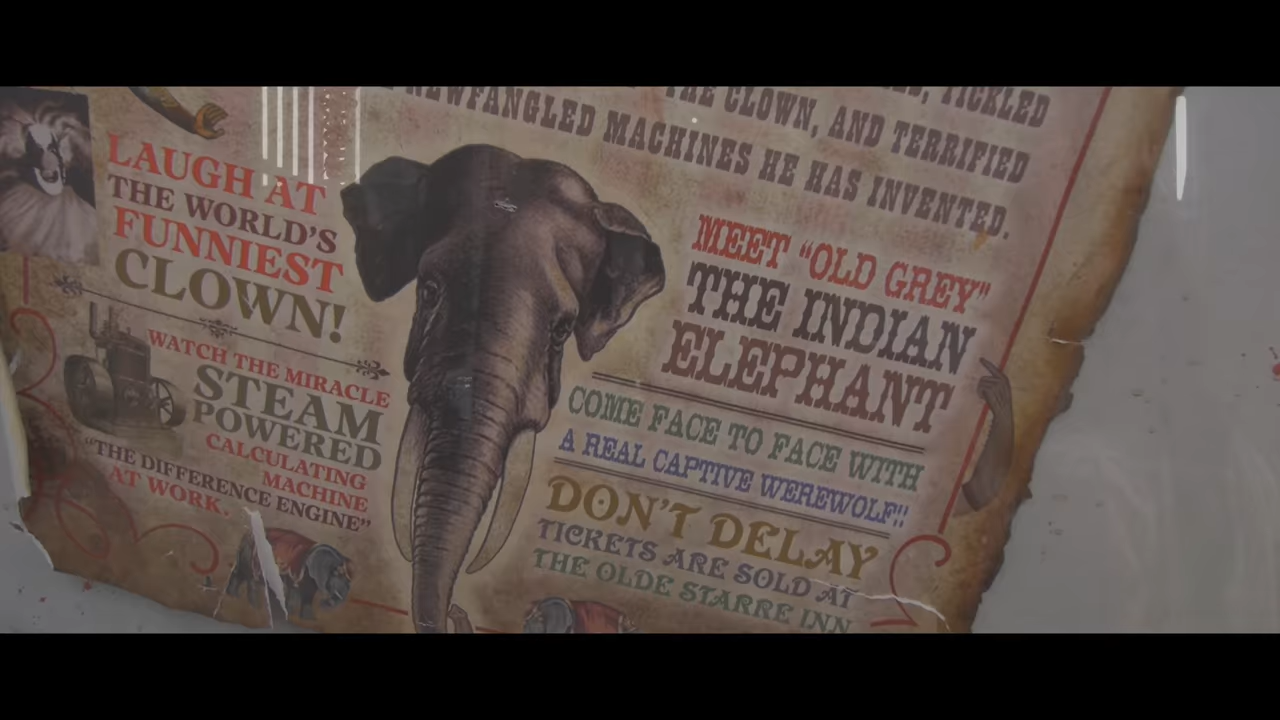 TICKLED
THE CLOWN, AND TERRIFIED
NEWFANGLED MACHINES HE HAS INVENTED.
LAUGH AT
THE WORLD'S
FUNNIEST
CLOWN!
WATCH THE MIRACLE
STEAM
POWERED
CALCULATING
MACHINE
"THE DIFFERENCE ENGINE"
AT WORK.
MEET "OLD GREY"
THE INDIAN
ELEPHANT
COME FACE TO FACE WITH
A REAL CAPTIVE WEREWOLF!!
DON'T DELAY
TICKETS ARE SOLD AT
THE OLDE STARRE INN